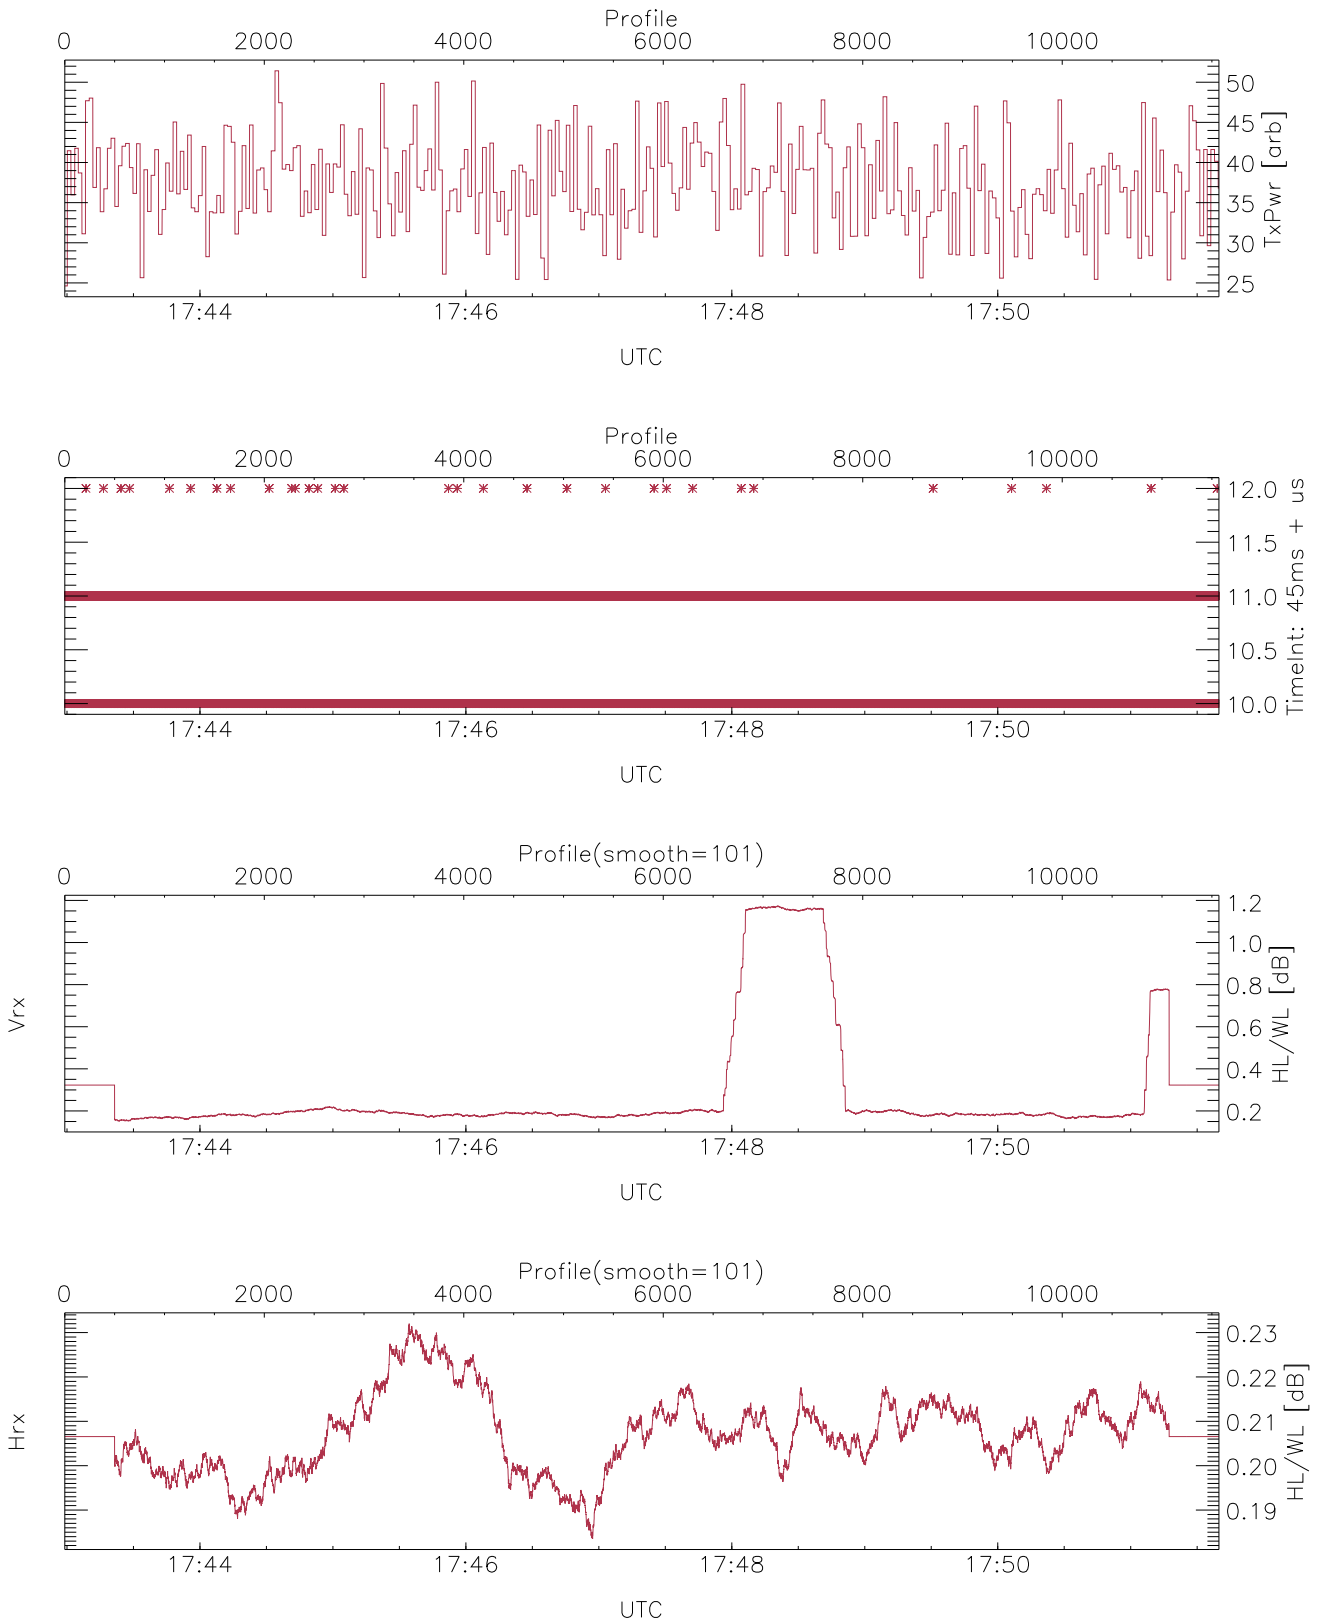 Profile
0 2000 4000 6000 8000 10000
50
45
40
35
30
25
TxPwr [arb]
17:44 17:46 17:48 17:50
UTC
Profile
0 2000 4000 6000 8000 10000
12.0
11.5
11.0
10.5
10.0
TimeInt: 45ms + us
17:44 17:46 17:48 17:50
UTC
Profile(smooth=101)
0 2000 4000 6000 8000 10000
Vrx
1.2
1.0
0.8
0.6
0.4
0.2
HL/WL [dB]
17:44 17:46 17:48 17:50
UTC
Profile(smooth=101)
0 2000 4000 6000 8000 10000
Hrx
0.23
0.22
0.21
0.20
0.19
HL/WL [dB]
17:44 17:46 17:48 17:50
UTC